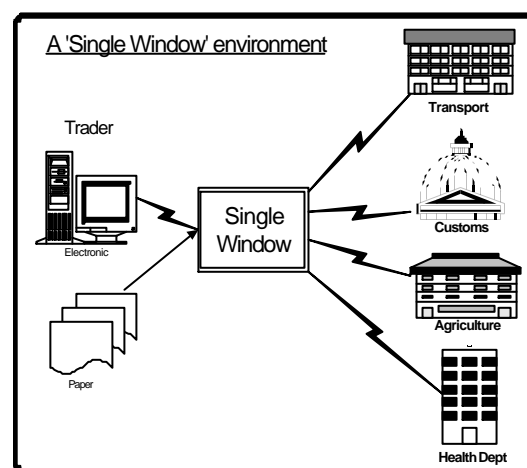 A 'Single Window' environment
Transport
Trader
Customs
Single
Window
Electronic
Agriculture
Paper
Health Dept